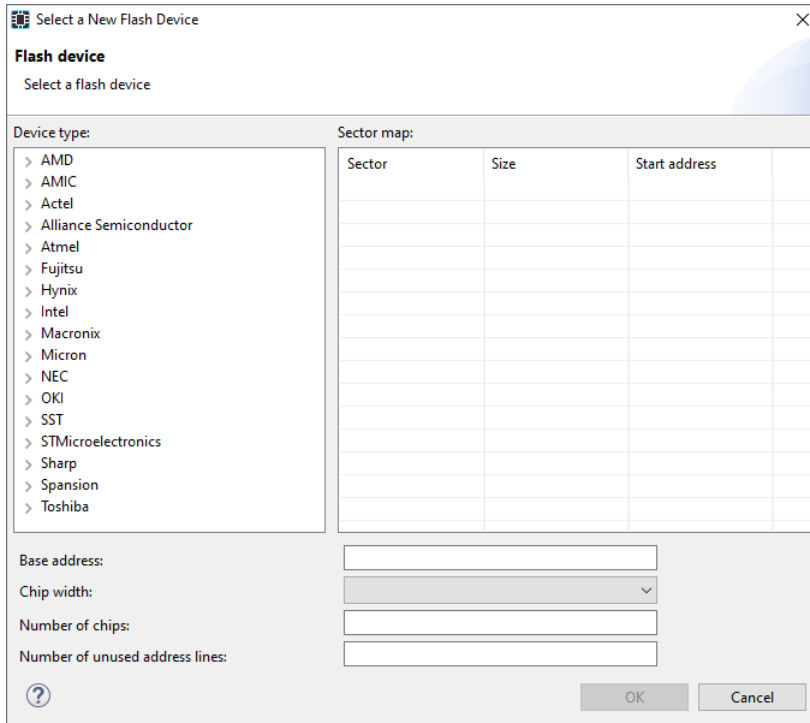 Select a New Flash Device
Flash device
Select a flash device
Device type:
Sector map:
AMD
AMIC
Actel
Alliance Semiconductor
Atmel
Fujitsu
Hynix
Intel
Macronix
Micron
NEC
OKI
SST
STMicroelectronics
Sharp
Spansion
Toshiba
Sector Size Start address
Base address:
Chip width:
Number of chips:
Number of unused address lines:
?
OK Cancel